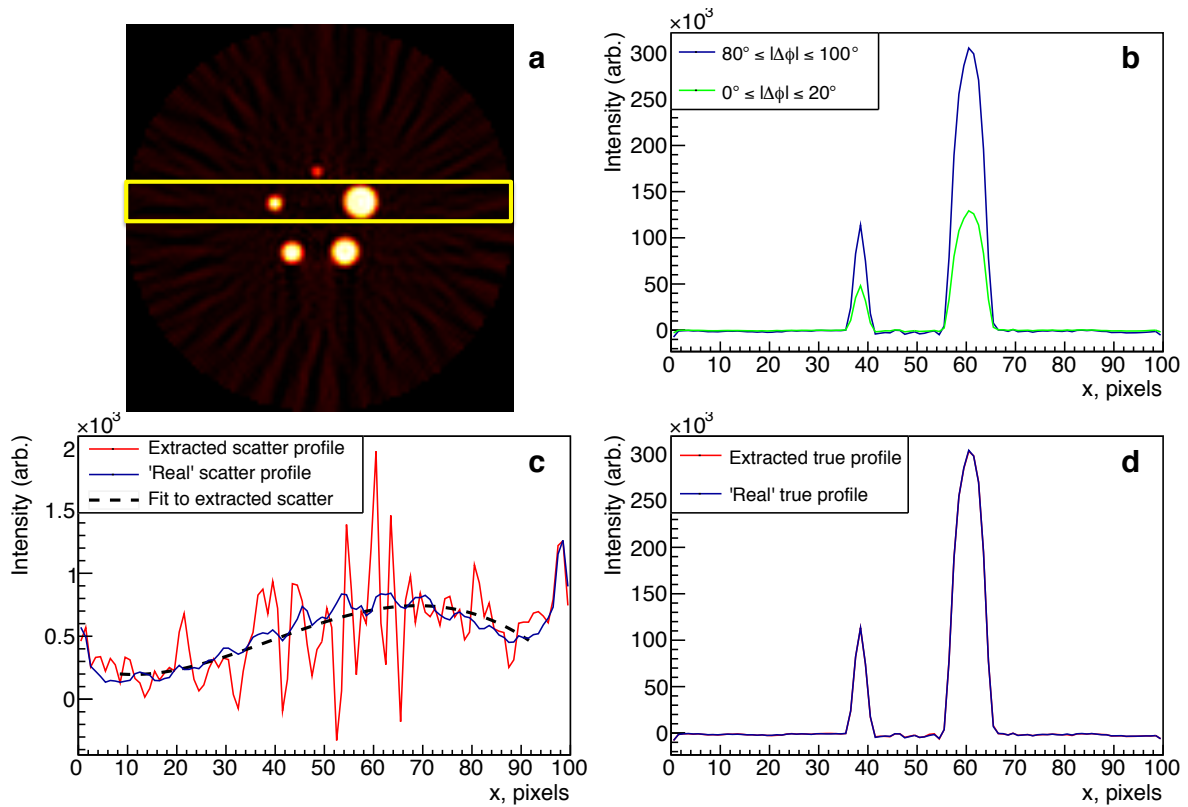 a
×10³
b
80° ≤ |Δϕ| ≤ 100°
0° ≤ |Δϕ| ≤ 20°
Intensity (arb.)
300
250
200
150
100
50
0
0 10 20 30 40 50 60 70 80 90 100
x, pixels
×10³
c
Extracted scatter profile
'Real' scatter profile
Fit to extracted scatter
Intensity (arb.)
2
1.5
1
0.5
0
0 10 20 30 40 50 60 70 80 90 100
x, pixels
×10³
d
Extracted true profile
'Real' true profile
Intensity (arb.)
300
250
200
150
100
50
0
0 10 20 30 40 50 60 70 80 90 100
x, pixels